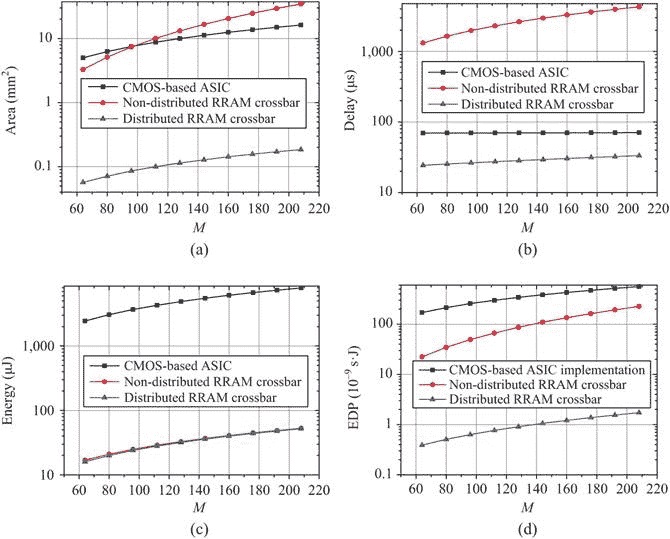 Area (mm²)
10
1
0.1
CMOS-based ASIC
Non-distributed RRAM crossbar
Distributed RRAM crossbar
60 80 100 120 140 160 180 200 220
M
(a)
Delay (μs)
1,000
100
10
CMOS-based ASIC
Non-distributed RRAM crossbar
Distributed RRAM crossbar
60 80 100 120 140 160 180 200 220
M
(b)
Energy (μJ)
1,000
100
10
CMOS-based ASIC
Non-distributed RRAM crossbar
Distributed RRAM crossbar
60 80 100 120 140 160 180 200 220
M
(c)
EDP (10⁻⁹ s·J)
100
10
1
0.1
CMOS-based ASIC implementation
Non-distributed RRAM crossbar
Distributed RRAM crossbar
60 80 100 120 140 160 180 200 220
M
(d)